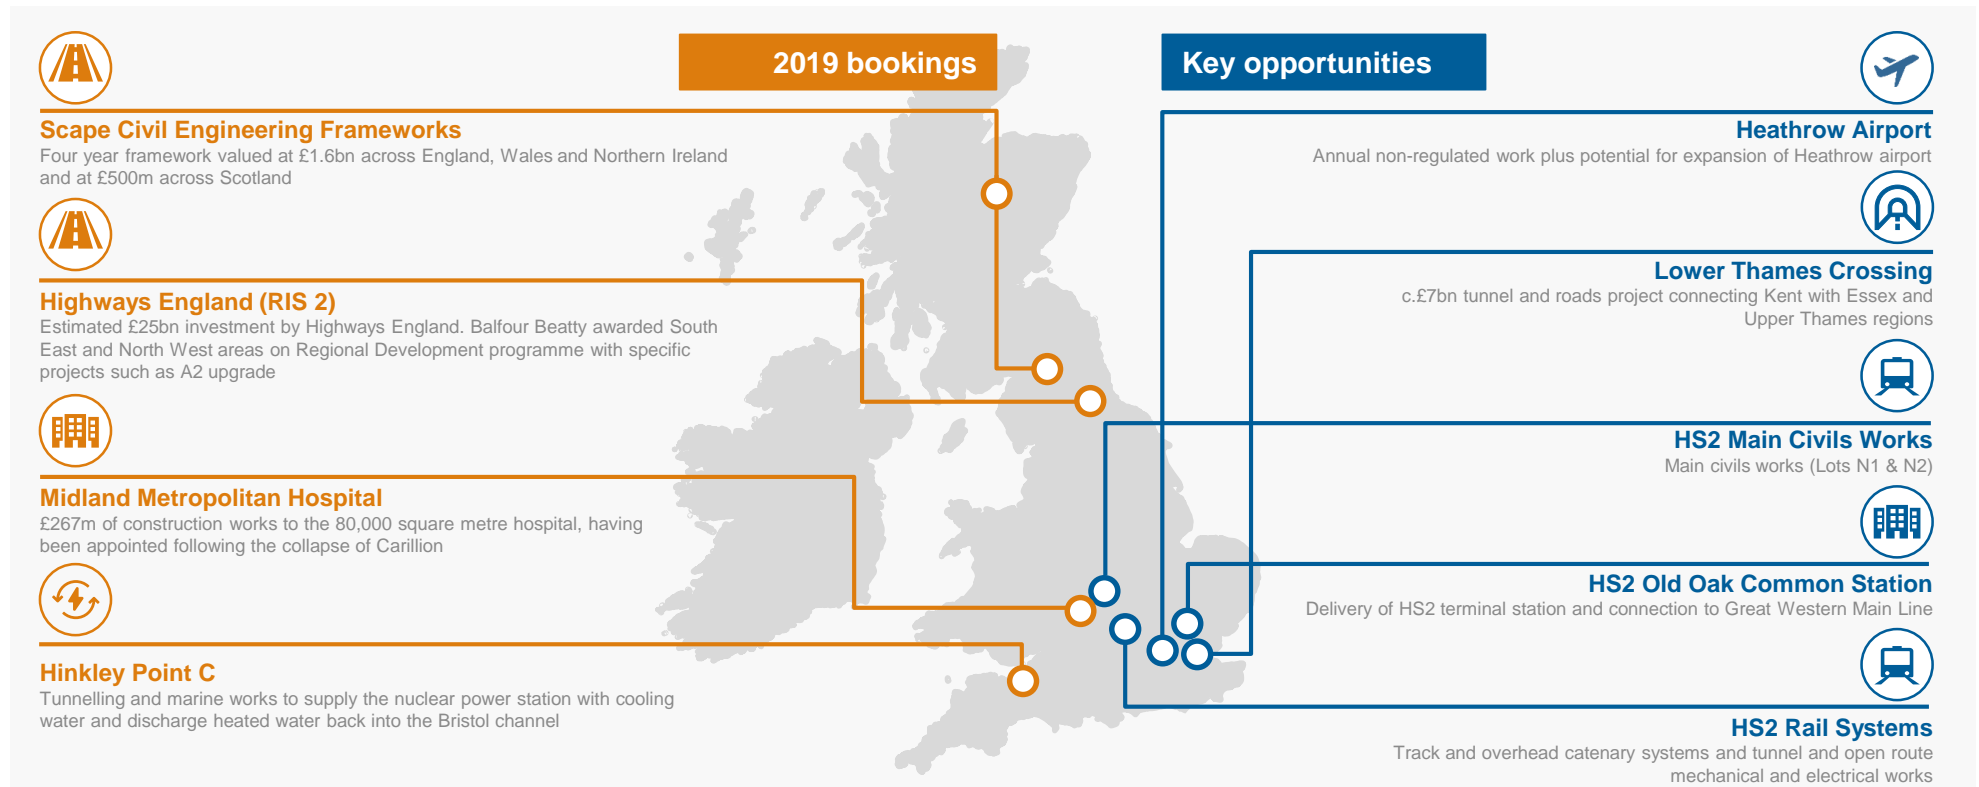 2019 bookings
Scape Civil Engineering Frameworks
Four year framework valued at £1.6bn across England, Wales and Northern Ireland
and at £500m across Scotland
Highways England (RIS 2)
Estimated £25bn investment by Highways England. Balfour Beatty awarded South
East and North West areas on Regional Development programme with specific
projects such as A2 upgrade
Midland Metropolitan Hospital
£267m of construction works to the 80,000 square metre hospital, having
been appointed following the collapse of Carillion
Hinkley Point C
Tunnelling and marine works to supply the nuclear power station with cooling
water and discharge heated water back into the Bristol channel
Key opportunities
Heathrow Airport
Annual non-regulated work plus potential for expansion of Heathrow airport
Lower Thames Crossing
c.£7bn tunnel and roads project connecting Kent with Essex and
Upper Thames regions
HS2 Main Civils Works
Main civils works (Lots N1 & N2)
HS2 Old Oak Common Station
Delivery of HS2 terminal station and connection to Great Western Main Line
HS2 Rail Systems
Track and overhead catenary systems and tunnel and open route
mechanical and electrical works